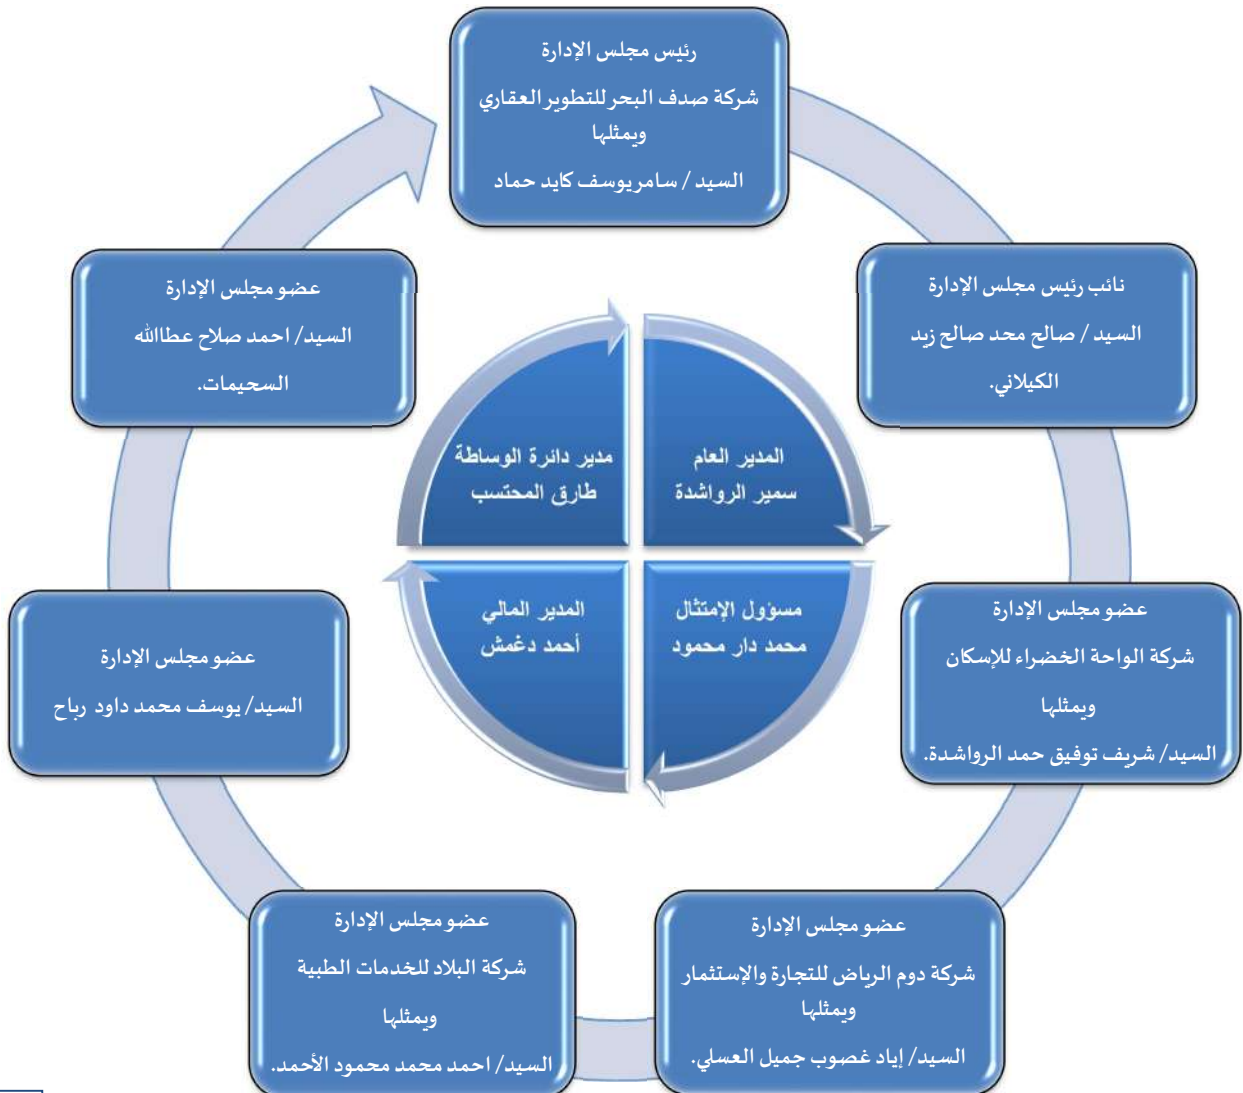 رئيس مجلس الإدارة
شركة صدف البحر للتطوير العقاري
ويمثلها
السيد / سامر يوسف كايد حماد
نائب رئيس مجلس الإدارة
السيد / صالح محمد صالح زيد
الكيلاني.
عضو مجلس الإدارة
شركة الواحة الخضراء للإسكان
ويمثلها
السيد/ شريف توفيق حمد الرواشدة.
عضو مجلس الإدارة
شركة دوم الرياض للتجارة والإستثمار
ويمثلها
السيد/ إياد غصوب جميل العسلي.
عضو مجلس الإدارة
شركة البلاد للخدمات الطبية
ويمثلها
السيد/ احمد محمد محمود الأحمد.
عضو مجلس الإدارة
السيد/ يوسف محمد داود رباح
عضو مجلس الإدارة
السيد/ احمد صلاح عطاالله
السحيمات.
المدير العام
سمير الرواشدة
مسؤول الإمتثال
محمد دار محمود
المدير المالي
أحمد دغمش
مدير دائرة الوساطة
طارق المحتسب